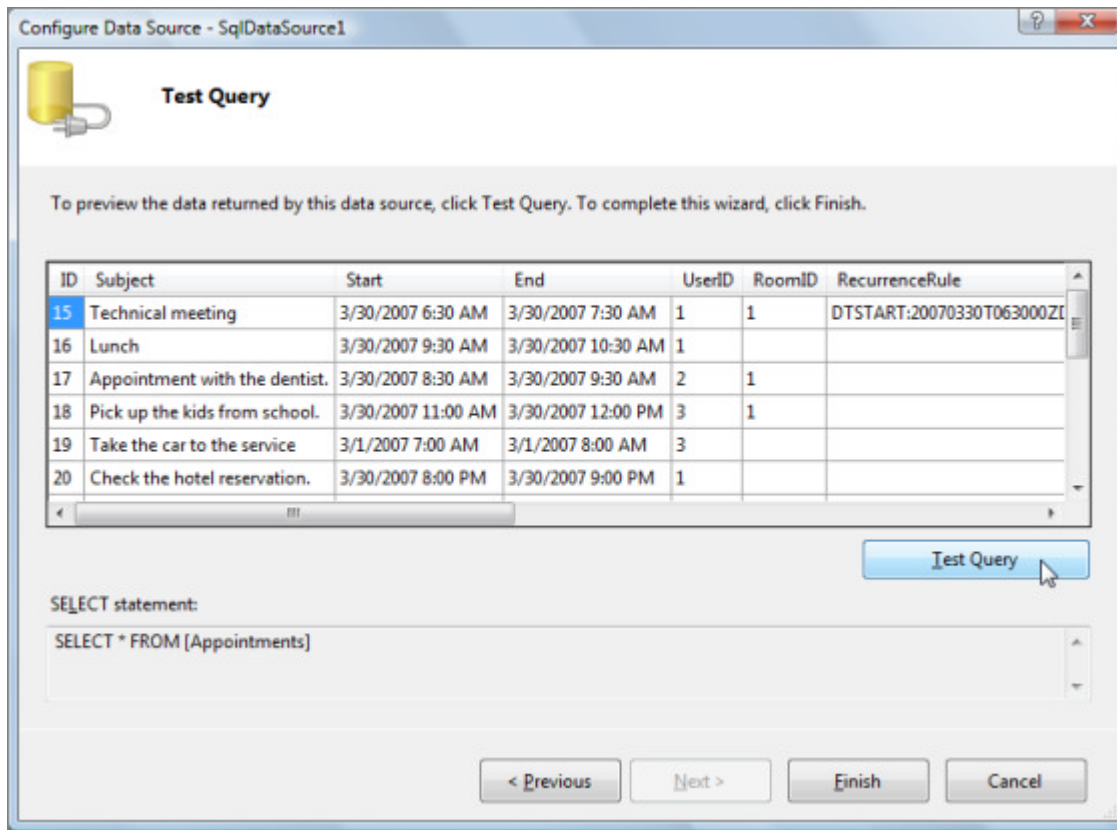 Configure Data Source - SqlDataSource1
Test Query
To preview the data returned by this data source, click Test Query. To complete this wizard, click Finish.
ID Subject Start End UserID RoomID RecurrenceRule
15 Technical meeting 3/30/2007 6:30 AM 3/30/2007 7:30 AM 1 1 DTSTART:20070330T063000Z
16 Lunch 3/30/2007 9:30 AM 3/30/2007 10:30 AM 1
17 Appointment with the dentist. 3/30/2007 8:30 AM 3/30/2007 9:30 AM 2 1
18 Pick up the kids from school. 3/30/2007 11:00 AM 3/30/2007 12:00 PM 3 1
19 Take the car to the service 3/1/2007 7:00 AM 3/1/2007 8:00 AM 3
20 Check the hotel reservation. 3/30/2007 8:00 PM 3/30/2007 9:00 PM 1
Test Query
SELECT statement:
SELECT * FROM [Appointments]
< Previous Next > Finish Cancel